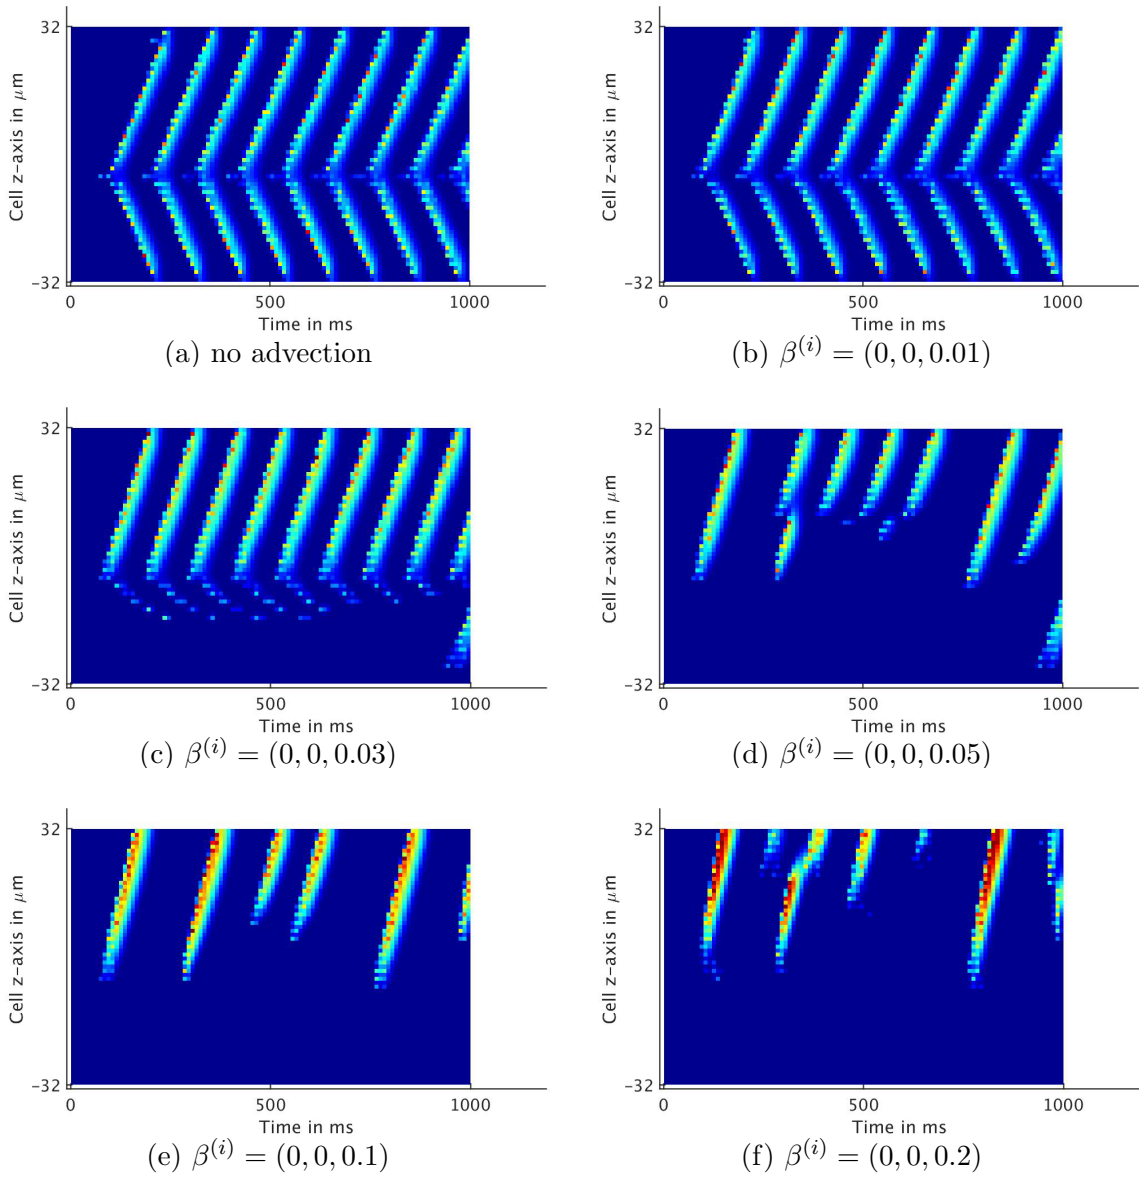 32
Cell z−axis in μm
−32
0
500
1000
Time in ms
(a) no advection
32
Cell z−axis in μm
−32
0
500
1000
Time in ms
(b) β^(i) = (0, 0, 0.01)
32
Cell z−axis in μm
−32
0
500
1000
Time in ms
(c) β^(i) = (0, 0, 0.03)
32
Cell z−axis in μm
−32
0
500
1000
Time in ms
(d) β^(i) = (0, 0, 0.05)
32
Cell z−axis in μm
−32
0
500
1000
Time in ms
(e) β^(i) = (0, 0, 0.1)
32
Cell z−axis in μm
−32
0
500
1000
Time in ms
(f) β^(i) = (0, 0, 0.2)